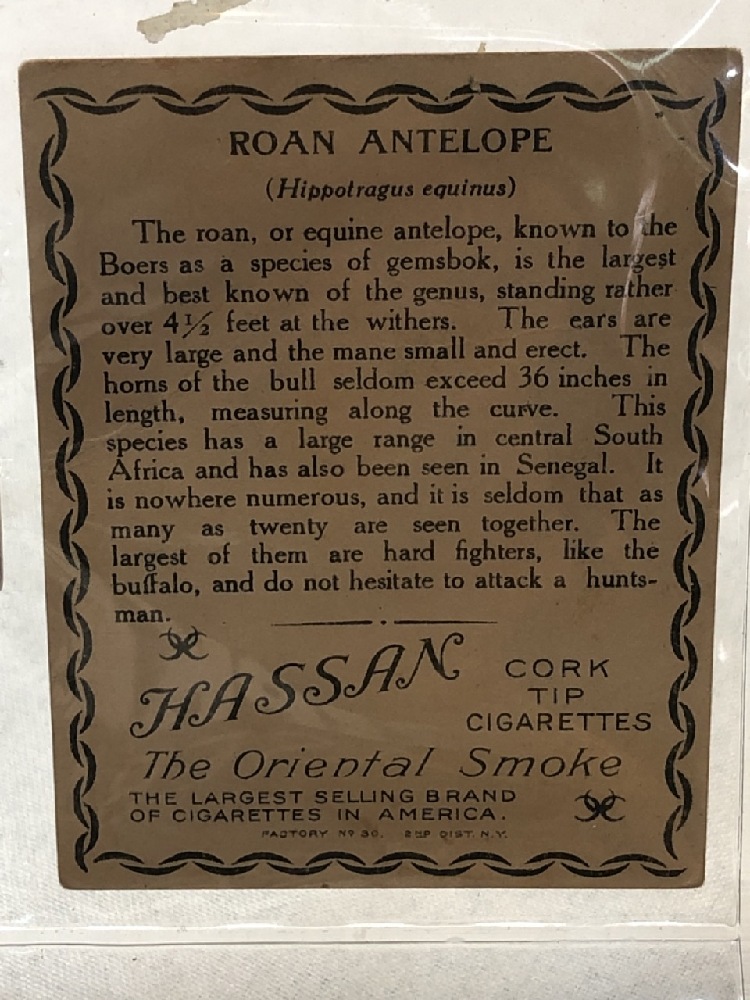 ROAN ANTELOPE
(Hippotragus equinus)
The roan, or equine antelope, known to the
Boers as a species of gemsbok, is the largest
and best known of the genus, standing rather
over 4½ feet at the withers. The ears are
very large and the mane small and erect. The
horns of the bull seldom exceed 36 inches in
length, measuring along the curve. This
species has a large range in central South
Africa and has also been seen in Senegal. It
is nowhere numerous, and it is seldom that as
many as twenty are seen together. The
largest of them are hard fighters, like the
buffalo, and do not hesitate to attack a hunts-
man.
HASSAN CORK
TIP
CIGARETTES
The Oriental Smoke
THE LARGEST SELLING BRAND
OF CIGARETTES IN AMERICA.
FACTORY Nº 30. 2ND DIST. N.Y.